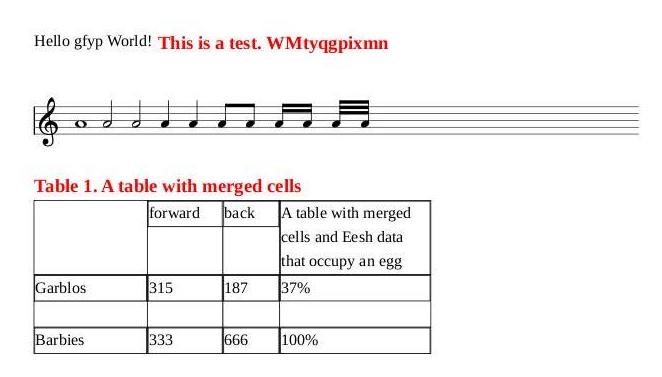 Hello gfyp World! This is a test. WMtyqgpixmn
Table 1. A table with merged cells
forward back A table with merged
cells and Eesh data
that occupy an egg
Garblos 315 187 37%
Barbies 333 666 100%